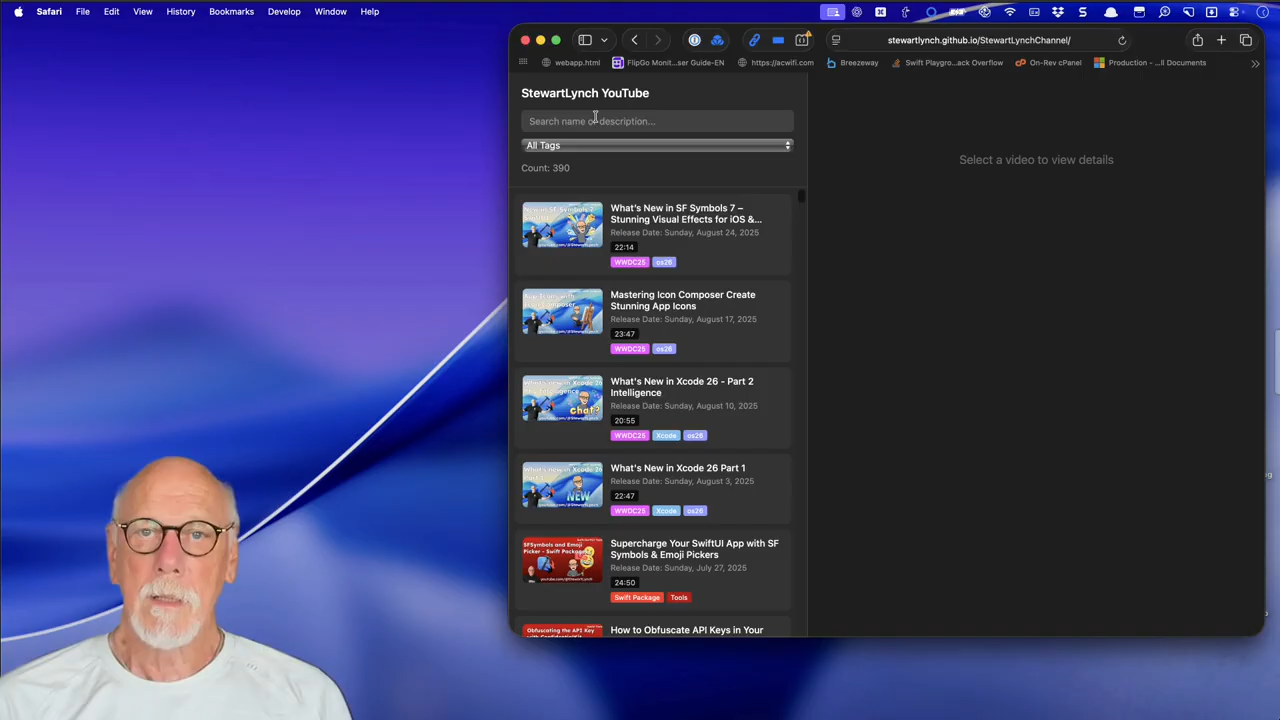 Safari File Edit View History Bookmarks Develop Window Help
stewartlynch.github.io/StewartLynchChannel/
webapp.html FlipGo Monit...ser Guide-EN https://acwifi... Breezeway Swift Playgro...ack Overflow On-Rev cPanel Production - ...ll Documents
StewartLynch YouTube
Search name or description...
All Tags
Count: 390
Select a video to view details
What's New in SF Symbols 7 –
Stunning Visual Effects for iOS &...
Release Date: Sunday, August 24, 2025
22:14
WWDC25 os26
Mastering Icon Composer Create
Stunning App Icons
Release Date: Sunday, August 17, 2025
23:47
WWDC25 os26
What's New in Xcode 26 - Part 2
Intelligence
Release Date: Sunday, August 10, 2025
20:55
WWDC25 Xcode os26
What's New in Xcode 26 Part 1
Release Date: Sunday, August 3, 2025
22:47
WWDC25 Xcode os26
NEW
Supercharge Your SwiftUI App with SF
Symbols & Emoji Pickers
Release Date: Sunday, July 27, 2025
24:50
Swift Package Tools
How to Obfuscate API Keys in Your